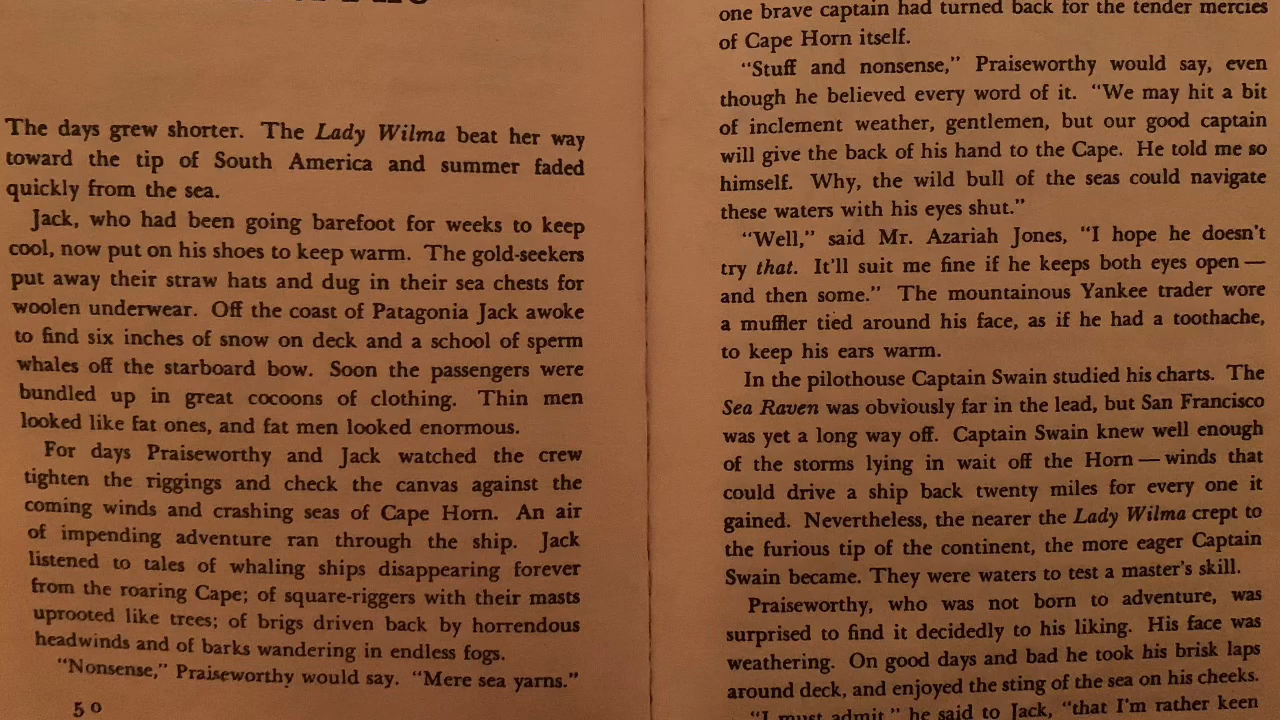 The days grew shorter. The Lady Wilma beat her way
toward the tip of South America and summer faded
quickly from the sea.
Jack, who had been going barefoot for weeks to keep
cool, now put on his shoes to keep warm. The gold-seekers
put away their straw hats and dug in their sea chests for
woolen underwear. Off the coast of Patagonia Jack awoke
to find six inches of snow on deck and a school of sperm
whales off the starboard bow. Soon the passengers were
bundled up in great cocoons of clothing. Thin men
looked like fat ones, and fat men looked enormous.
For days Praiseworthy and Jack watched the crew
tighten the riggings and check the canvas against the
coming winds and crashing seas of Cape Horn. An air
of impending adventure ran through the ship. Jack
listened to tales of whaling ships disappearing forever
from the roaring Cape; of square-riggers with their masts
uprooted like trees; of brigs driven back by horrendous
headwinds and of barks wandering in endless fogs.
"Nonsense," Praiseworthy would say. "Mere sea yarns."
50
one brave captain had turned back for the tender mercies
of Cape Horn itself.
"Stuff and nonsense," Praiseworthy would say, even
though he believed every word of it. "We may hit a bit
of inclement weather, gentlemen, but our good captain
will give the back of his hand to the Cape. He told me so
himself. Why, the wild bull of the seas could navigate
these waters with his eyes shut."
"Well," said Mr. Azariah Jones, "I hope he doesn't
try that. It'll suit me fine if he keeps both eyes open —
and then some." The mountainous Yankee trader wore
a muffler tied around his face, as if he had a toothache,
to keep his ears warm.
In the pilothouse Captain Swain studied his charts. The
Sea Raven was obviously far in the lead, but San Francisco
was yet a long way off. Captain Swain knew well enough
of the storms lying in wait off the Horn — winds that
could drive a ship back twenty miles for every one it
gained. Nevertheless, the nearer the Lady Wilma crept to
the furious tip of the continent, the more eager Captain
Swain became. They were waters to test a master's skill.
Praiseworthy, who was not born to adventure, was
surprised to find it decidedly to his liking. His face was
weathering. On good days and bad he took his brisk laps
around deck, and enjoyed the sting of the sea on his cheeks.
"I must admit," he said to Jack, "that I'm rather keen